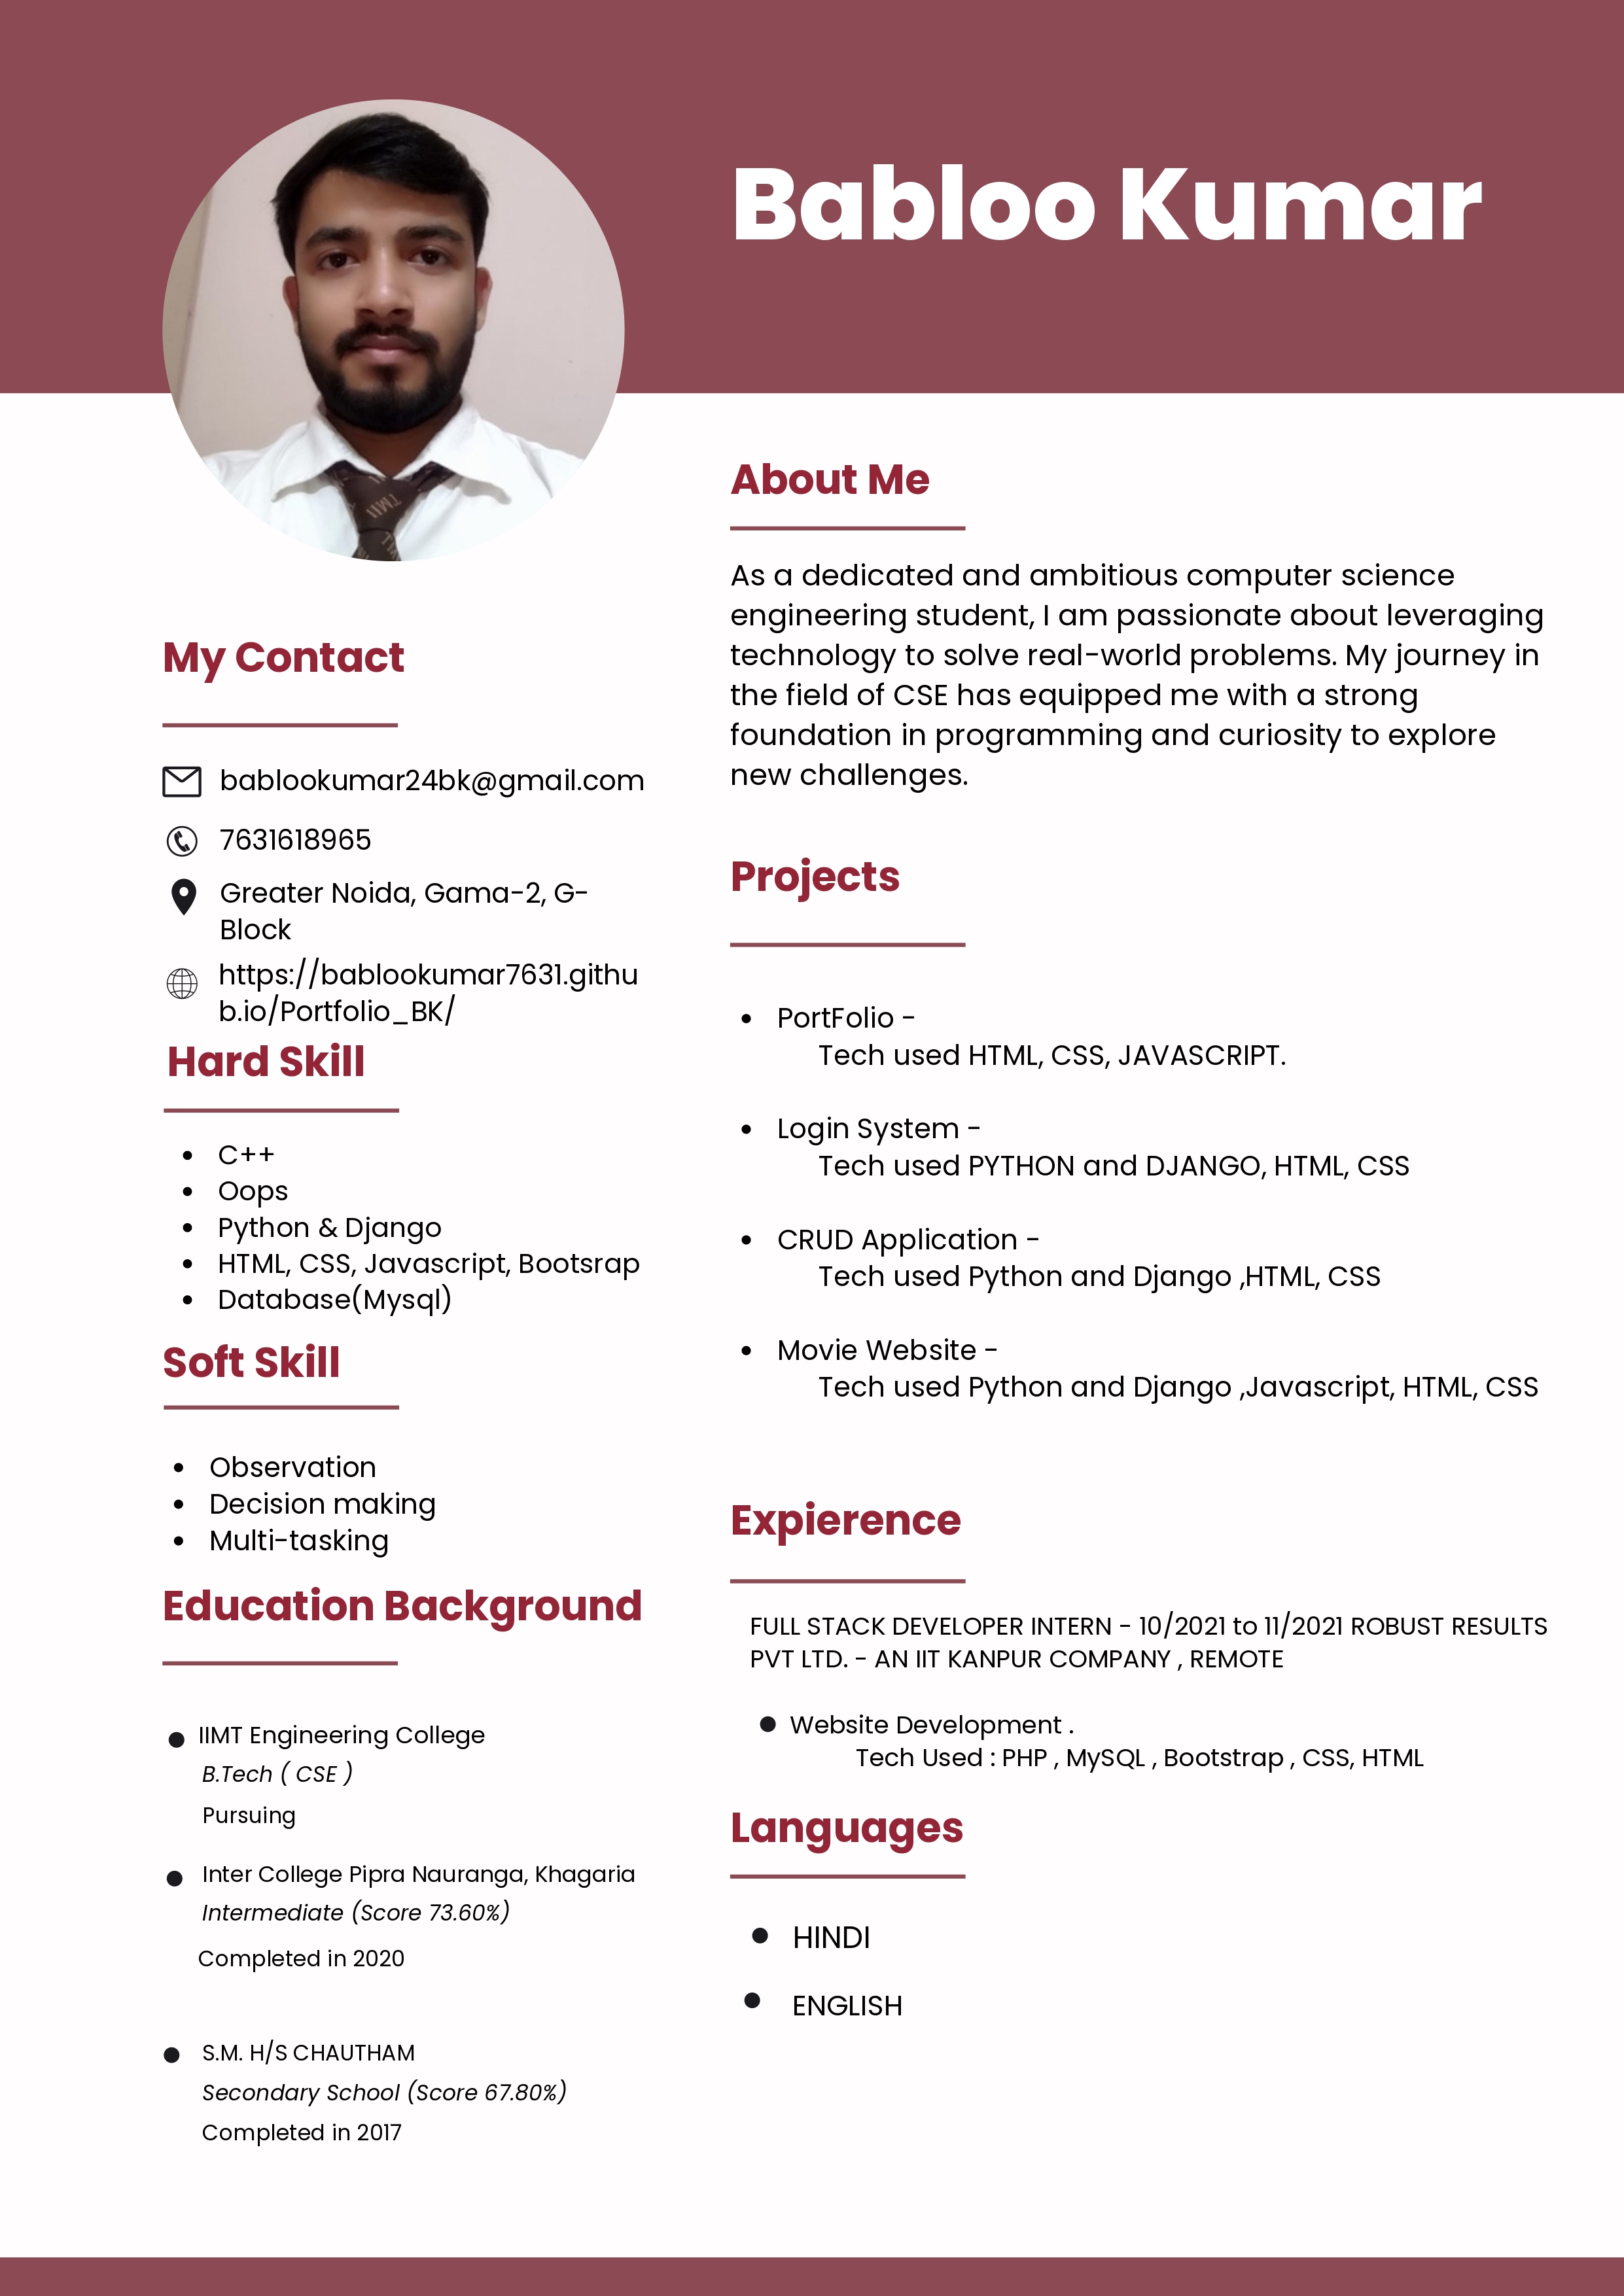 Babloo Kumar
My Contact
bablookumar24bk@gmail.com
7631618965
Greater Noida, Gama-2, G-
Block
https://bablookumar7631.githu
b.io/Portfolio_BK/
Hard Skill
C++
Oops
Python & Django
HTML, CSS, Javascript, Bootsrap
Database(Mysql)
Soft Skill
Observation
Decision making
Multi-tasking
Education Background
IIMT Engineering College
B.Tech ( CSE )
Pursuing
Inter College Pipra Nauranga, Khagaria
Intermediate (Score 73.60%)
Completed in 2020
S.M. H/S CHAUTHAM
Secondary School (Score 67.80%)
Completed in 2017
About Me
As a dedicated and ambitious computer science
engineering student, I am passionate about leveraging
technology to solve real-world problems. My journey in
the field of CSE has equipped me with a strong
foundation in programming and curiosity to explore
new challenges.
Projects
PortFolio -
Tech used HTML, CSS, JAVASCRIPT.
Login System -
Tech used PYTHON and DJANGO, HTML, CSS
CRUD Application -
Tech used Python and Django ,HTML, CSS
Movie Website -
Tech used Python and Django ,Javascript, HTML, CSS
Expierence
FULL STACK DEVELOPER INTERN - 10/2021 to 11/2021 ROBUST RESULTS
PVT LTD. - AN IIT KANPUR COMPANY , REMOTE
Website Development .
Tech Used : PHP , MySQL , Bootstrap , CSS, HTML
Languages
HINDI
ENGLISH